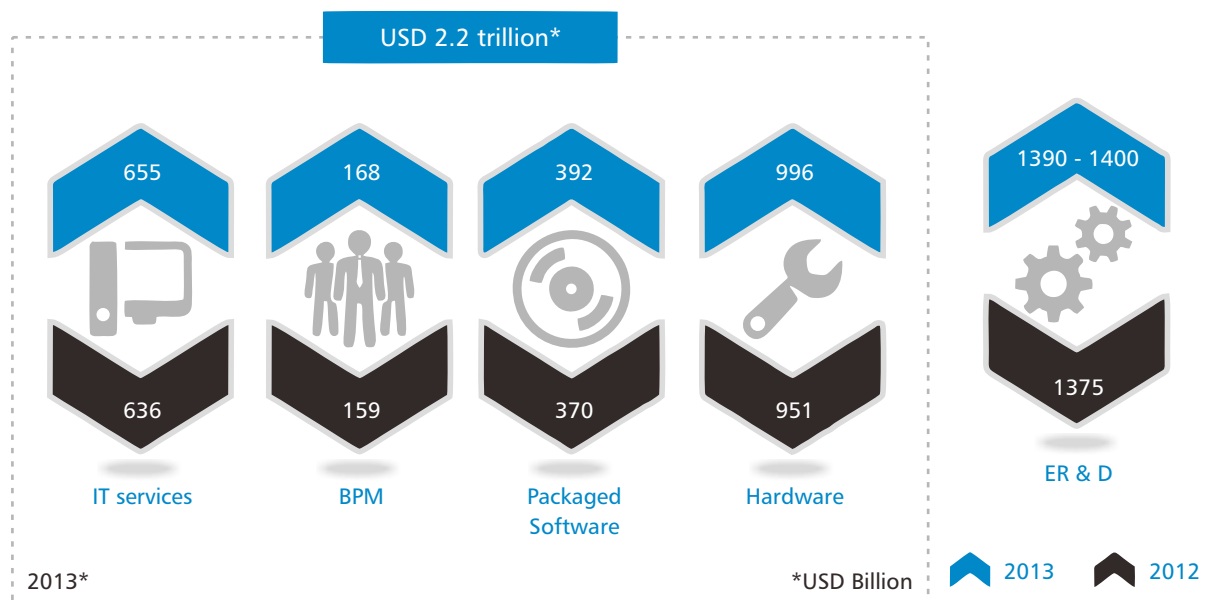 USD 2.2 trillion*
655
168
392
996
1390 - 1400
636
159
370
951
1375
IT services
BPM
Packaged
Software
Hardware
ER & D
2013*
*USD Billion
2013
2012